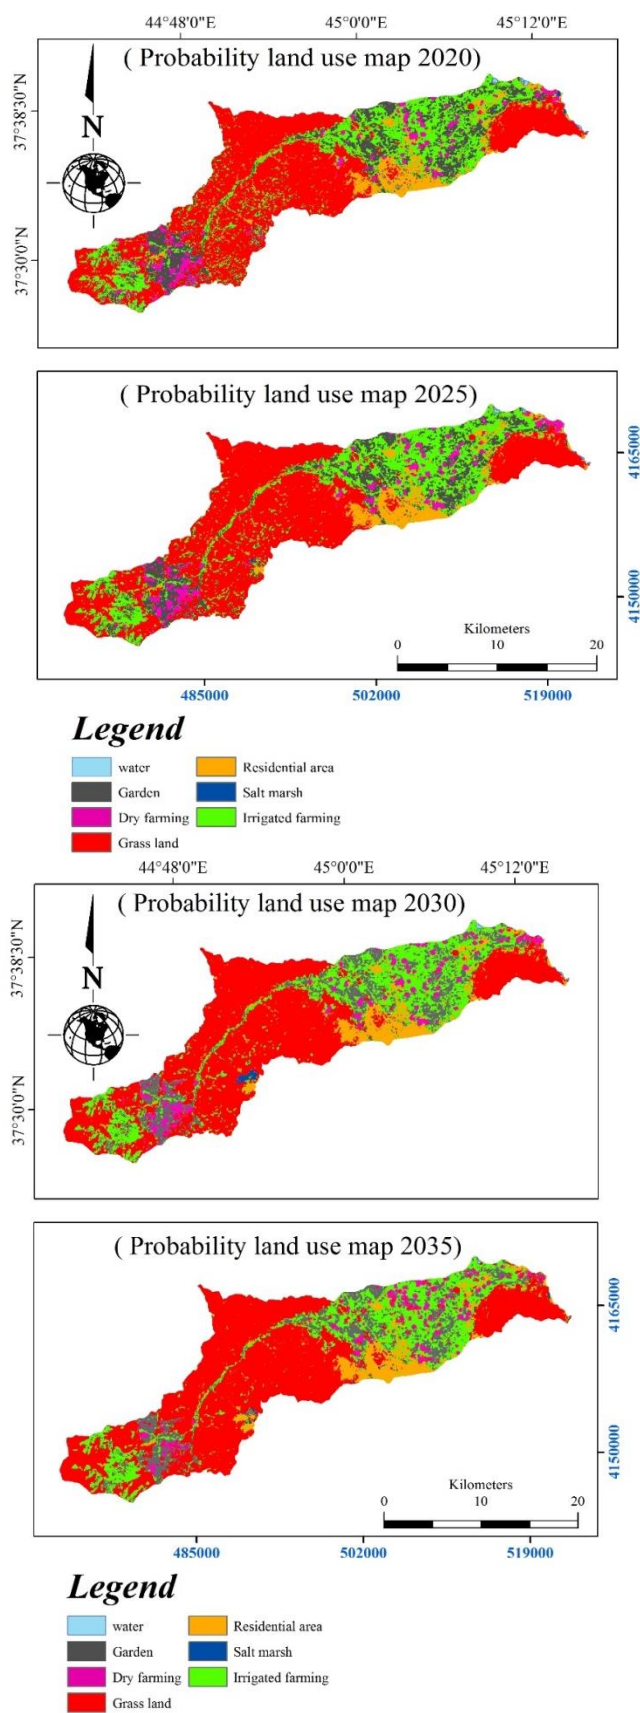 44°48'0"E 45°0'0"E 45°12'0"E
( Probability land use map 2020)
37°38'30"N
N
37°30'0"N
( Probability land use map 2025)
4165000
4150000
Kilometers
0 10 20
485000 502000 519000
Legend
water Residential area
Garden Salt marsh
Dry farming Irrigated farming
Grass land
44°48'0"E 45°0'0"E 45°12'0"E
( Probability land use map 2030)
37°38'30"N
N
37°30'0"N
( Probability land use map 2035)
4165000
4150000
Kilometers
0 10 20
485000 502000 519000
Legend
water Residential area
Garden Salt marsh
Dry farming Irrigated farming
Grass land